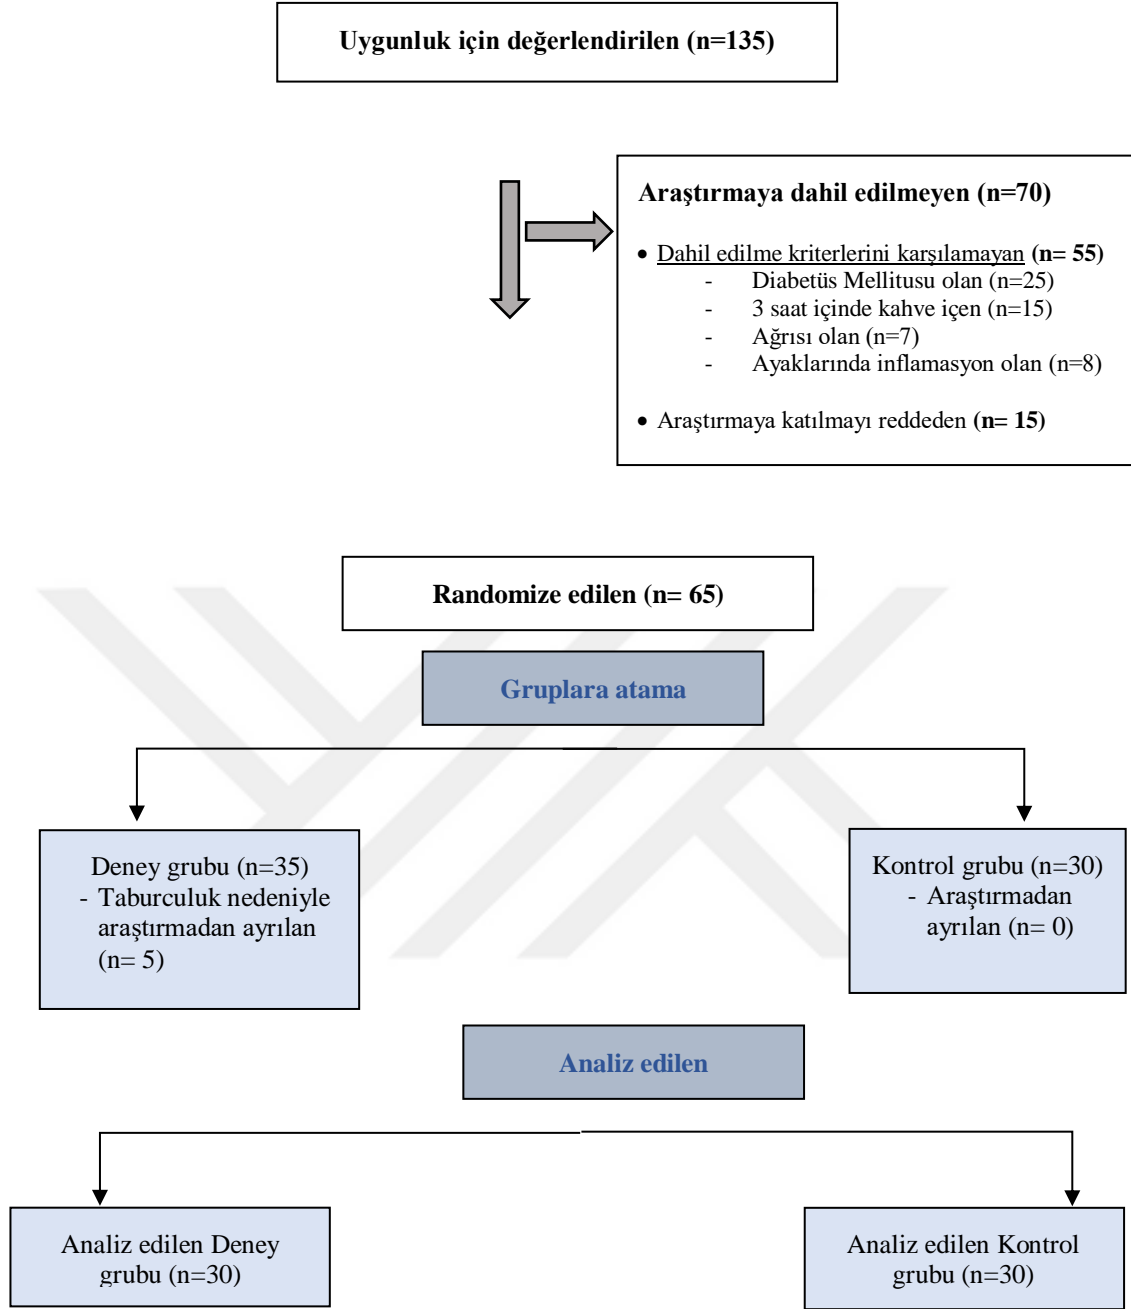 Uygunluk için değerlendirilen (n=135)
Araştırmaya dahil edilmeyen (n=70)
• Dahil edilme kriterlerini karşılamayan (n= 55)
- Diabetüs Mellitusu olan (n=25)
- 3 saat içinde kahve içen (n=15)
- Ağrısı olan (n=7)
- Ayaklarında inflamasyon olan (n=8)
• Araştırmaya katılmayı reddeden (n= 15)
Randomize edilen (n= 65)
Gruplara atama
Deney grubu (n=35)
- Taburculuk nedeniyle
araştırmadan ayrılan
(n= 5)
Kontrol grubu (n=30)
- Araştırmadan
ayrılan (n= 0)
Analiz edilen
Analiz edilen Deney
grubu (n=30)
Analiz edilen Kontrol
grubu (n=30)